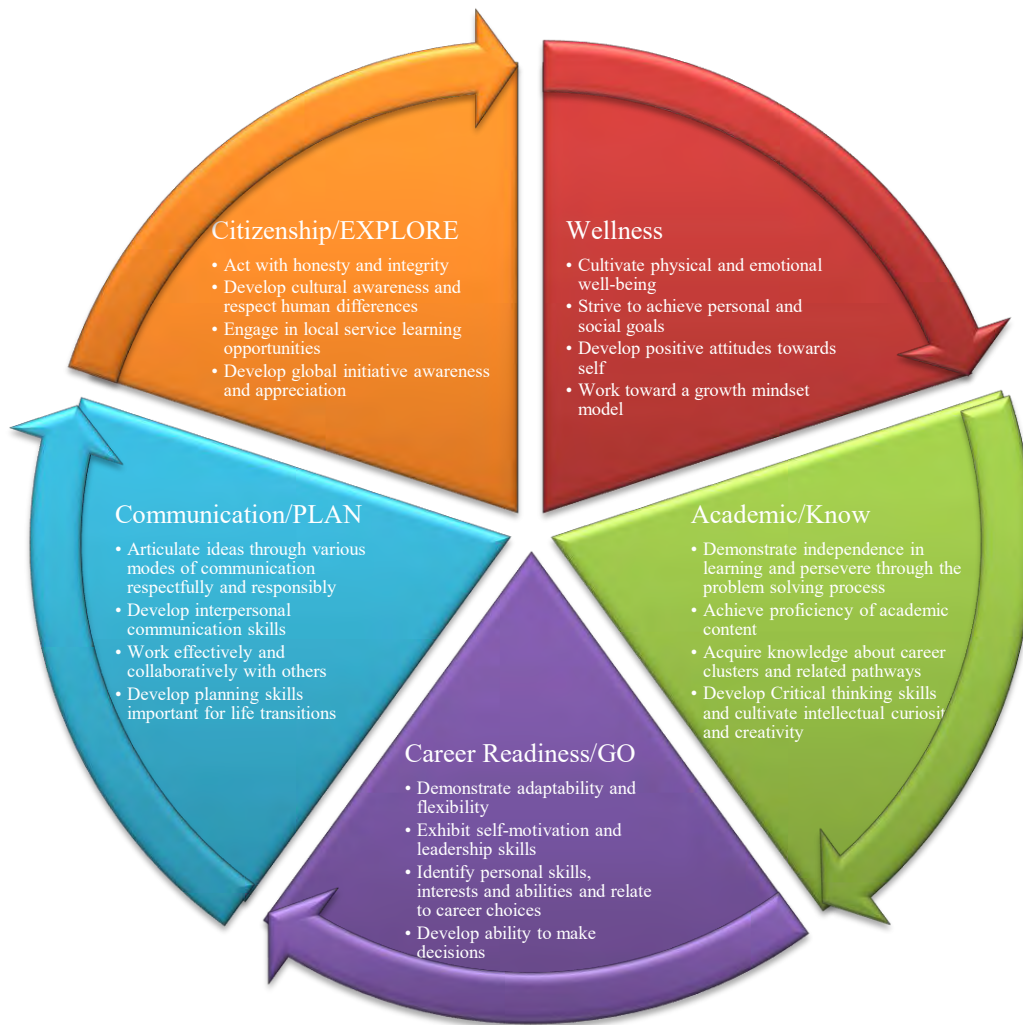 Citizenship/EXPLORE
• Act with honesty and integrity
• Develop cultural awareness and
respect human differences
• Engage in local service learning
opportunities
• Develop global initiative awareness
and appreciation
Wellness
• Cultivate physical and emotional
well-being
• Strive to achieve personal and
social goals
• Develop positive attitudes towards
self
• Work toward a growth mindset
model
Academic/Know
• Demonstrate independence in
learning and persevere through the
problem solving process
• Achieve proficiency of academic
content
• Acquire knowledge about career
clusters and related pathways
• Develop Critical thinking skills
and cultivate intellectual curiosit
and creativity
Career Readiness/GO
• Demonstrate adaptability and
flexibility
• Exhibit self-motivation and
leadership skills
• Identify personal skills,
interests and abilities and relate
to career choices
• Develop ability to make
decisions
Communication/PLAN
• Articulate ideas through various
modes of communication
respectfully and responsibly
• Develop interpersonal
communication skills
• Work effectively and
collaboratively with others
• Develop planning skills
important for life transitions